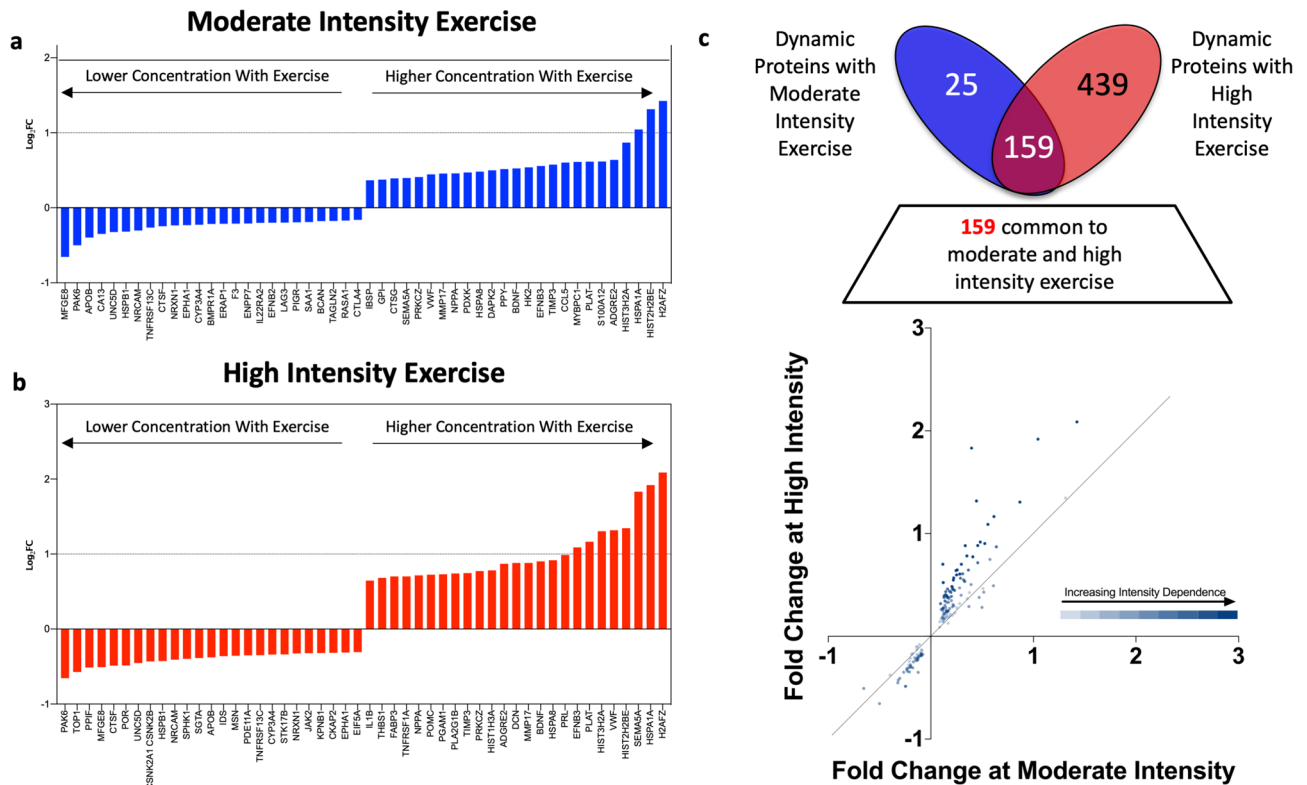 Moderate Intensity Exercise
a
2
1
0
-1
Log2FC
Lower Concentration With Exercise
Higher Concentration With Exercise
MFGE8
PAK6
APOB
CA13
UNC5D
HSPB1
NRCAM
TNFRSF13C
CTSF
NRXN1
EPHA1
CYP3A4
BMPR1A
ERAP1
F3
ENPP7
IL22RA2
EFNB2
LAG3
PIGR
SAA1
BCAN
TAGLN2
RASA1
CTLA4
IBSP
GPI
CTSG
SEMA5A
PRKCZ
VWF
MMP17
NPPA
PDXK
HSPA8
DAPK2
PPY
BDNF
HK2
EFNB3
TIMP3
CCL5
MYBPC1
PLAT
S100A12
ADGRE2
HIST3H2A
HSPA1A
HIST2H2BE
H2AFZ
b
High Intensity Exercise
3
2
1
0
-1
Log2FC
Lower Concentration With Exercise
Higher Concentration With Exercise
PAK6
TOP1
PPIF
MFGE8
CTSF
POR
UNC5D
CSNK2A1 CSNK2B
HSPB1
NRCAM
SPHK1
SGTA
APOB
IDS
MSN
PDE11A
TNFRSF13C
CYP3A4
STK17B
NRXN1
JAK2
KPNB1
CKAP2
EPHA1
EIF5A
IL1B
THBS1
FABP3
TNFRSF1A
NPPA
POMC
PGAM1
PLA2G1B
TIMP3
PRKCZ
HIST1H3A
ADGRE2
DCN
MMP17
BDNF
HSPA8
PRL
EFNB3
PLAT
HIST3H2A
VWF
HIST2H2BE
SEMA5A
HSPA1A
H2AFZ
c
Dynamic
Proteins with
Moderate
Intensity
Exercise
25
159
439
Dynamic
Proteins with
High
Intensity
Exercise
159 common to
moderate and high
intensity exercise
Fold Change at High Intensity
3
2
1
-1
-1
1
2
3
Increasing Intensity Dependence
Fold Change at Moderate Intensity